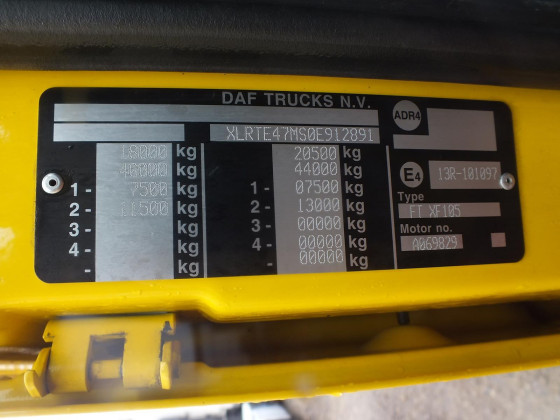 DAF TRUCKS N.V.
ADR4
XLRTE47MS0E912891
18000 kg 20500 kg
40000 kg 44000 kg
1- 7500 kg 1- 07500 kg
2- 11500 kg 2- 13000 kg
3- kg 3- 00000 kg
4- kg 4- 00000 kg
- kg - 00000 kg
E4 13R-101097
Type
FT XF105
Motor no.
A069829